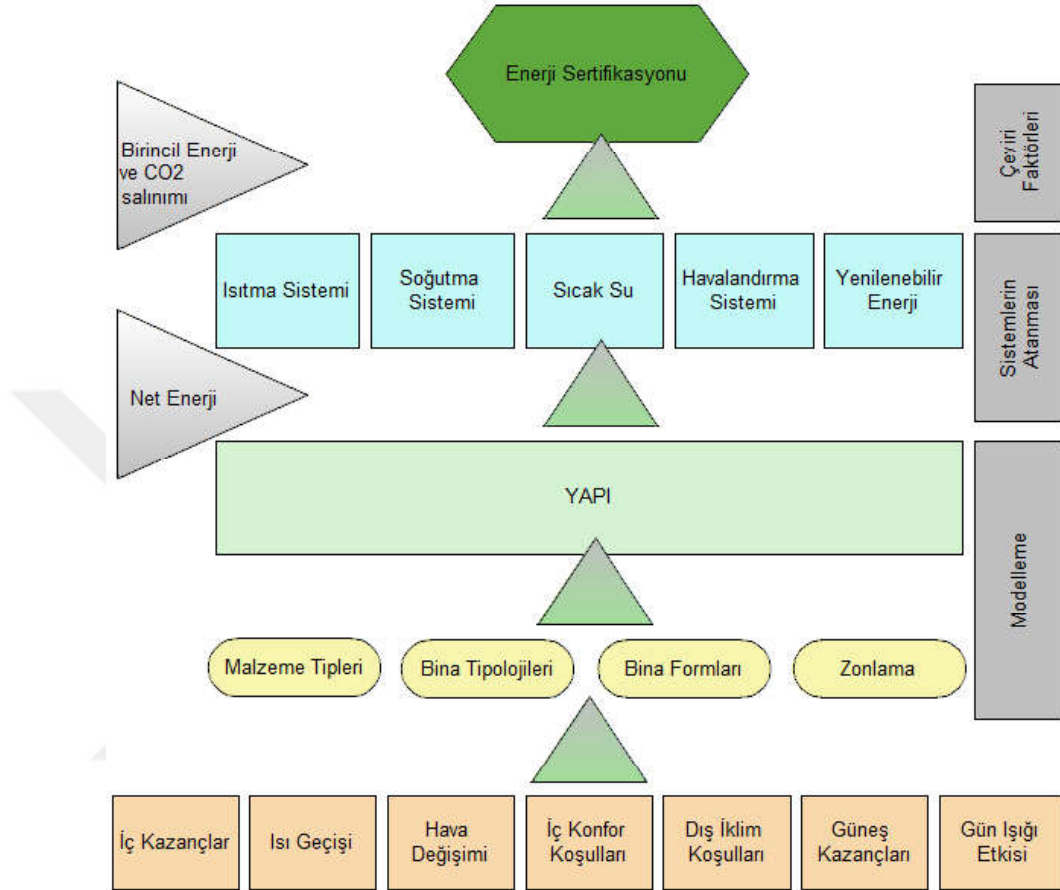 Enerji Sertifikasyonu
Birincil Enerji
ve CO2
salınımı
Çeviri
Faktörleri
Isıtma Sistemi
Soğutma
Sistemi
Sıcak Su
Havalandırma
Sistemi
Yenilenebilir
Enerji
Sistemlerin
Atanması
Net Enerji
YAPI
Modelleme
Malzeme Tipleri
Bina Tipolojileri
Bina Formları
Zonlama
İç Kazançlar
Isı Geçişi
Hava
Değişimi
İç Konfor
Koşulları
Dış İklim
Koşulları
Güneş
Kazançları
Gün Işığı
Etkisi